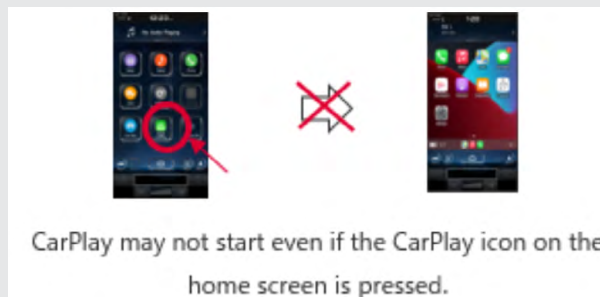 CarPlay may not start even if the CarPlay icon on the
home screen is pressed.